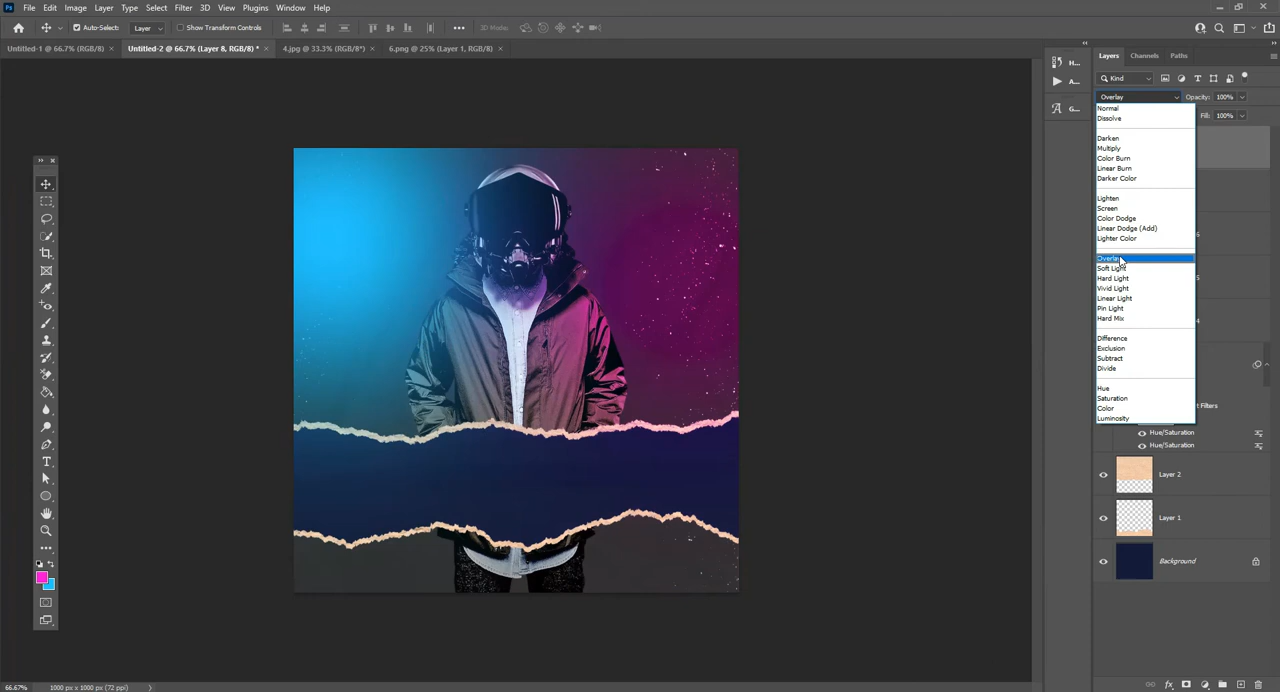 Ps File Edit Image Layer Type Select Filter 3D View Plugins Window Help
Auto-Select: Layer Show Transform Controls 3D Mode:
Untitled-1 @ 66.7% (RGB/8) × Untitled-2 @ 66.7% (Layer 8, RGB/8) * × 4.jpg @ 33.3% (RGB/8*) × 6.png @ 25% (Layer 1, RGB/8) ×
H...
A...
G...
Layers Channels Paths
Kind
Overlay Opacity: 100%
Fill: 100%
Normal
Dissolve
Darken
Multiply
Color Burn
Linear Burn
Darker Color
Lighten
Screen
Color Dodge
Linear Dodge (Add)
Lighter Color
Overlay
Soft Light
Hard Light
Vivid Light
Linear Light
Pin Light
Hard Mix
Difference
Exclusion
Subtract
Divide
Hue
Saturation
Color
Luminosity
6
5
4
t Filters
Hue/Saturation
Hue/Saturation
Layer 2
Layer 1
Background
66.67% 1000 px x 1000 px (72 ppi)